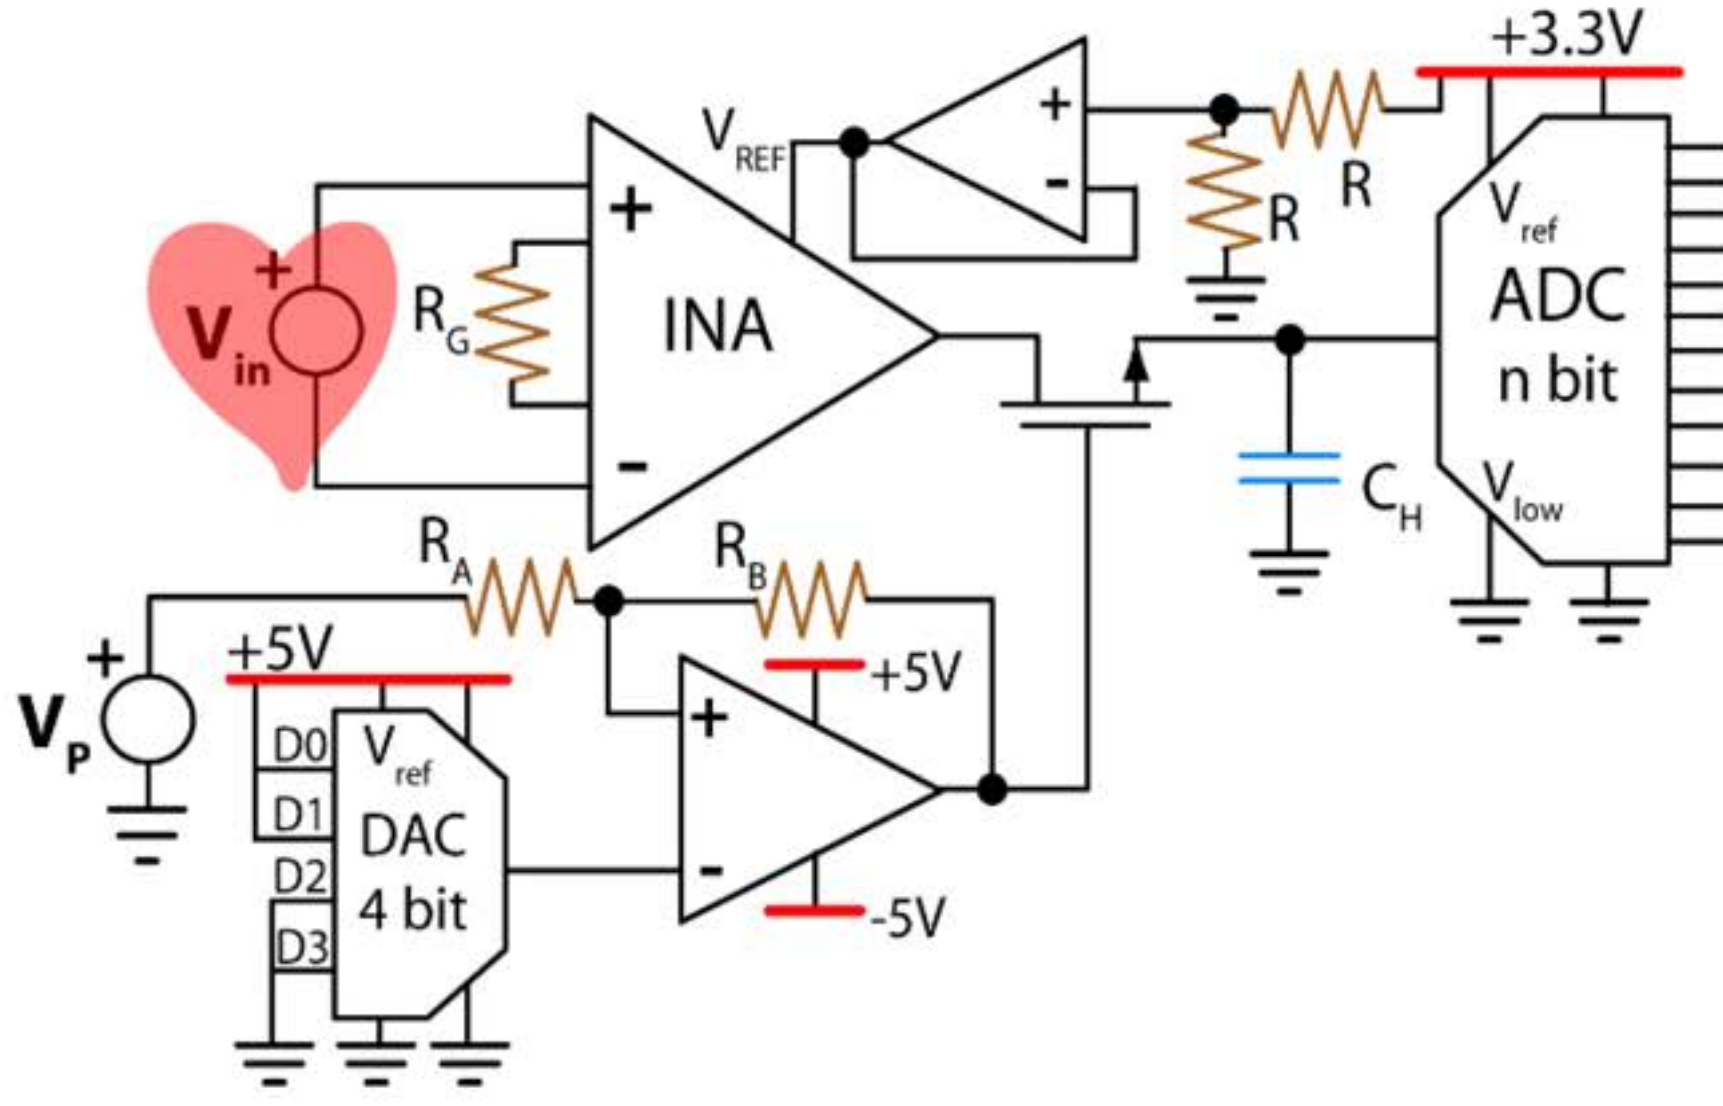 +3.3V
+
V_REF
-
R
R
V_ref
ADC
n bit
V_low
+
+
V_in
R_G
INA
-
C_H
R_A
R_B
+
V_P
+5V
D0
D1
D2
D3
V_ref
DAC
4 bit
+
-
+5V
-5V